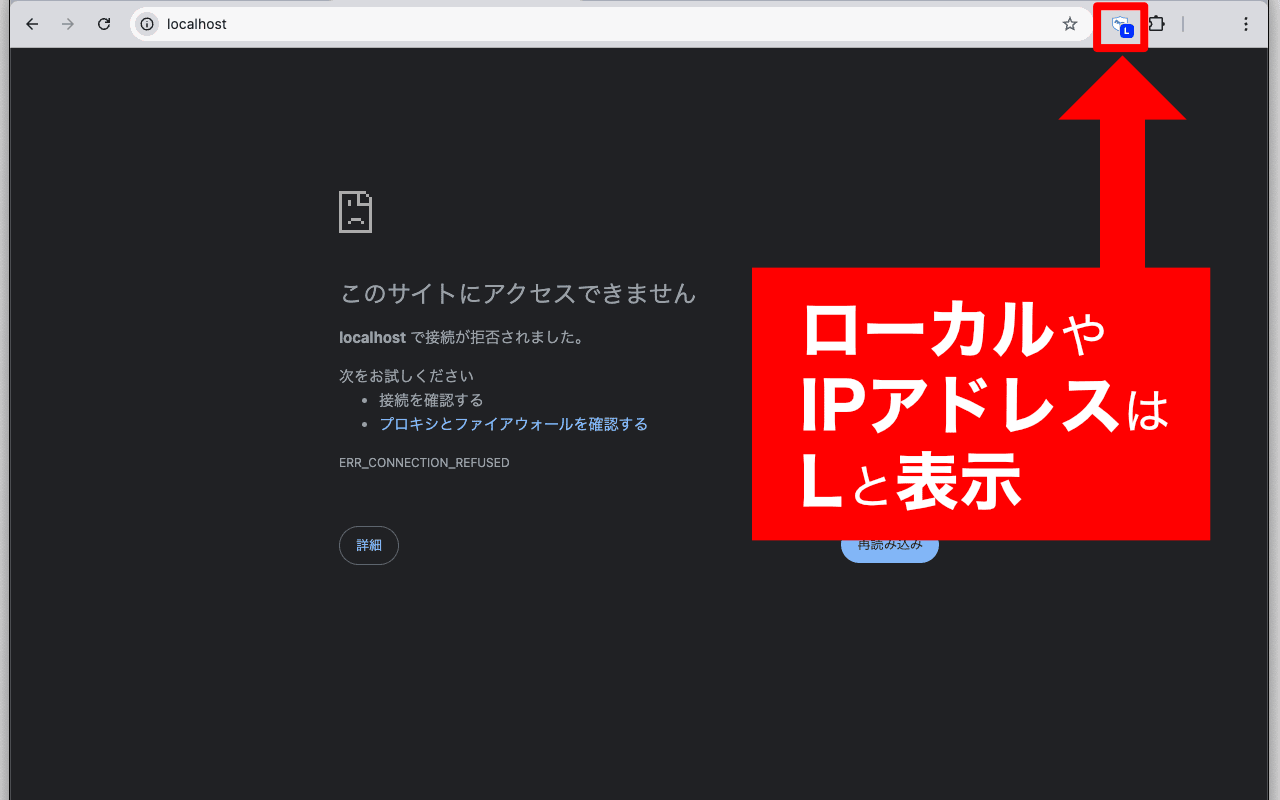 localhost
L
このサイトにアクセスできません
localhost で接続が拒否されました。
次をお試しください
接続を確認する
プロキシとファイアウォールを確認する
ERR_CONNECTION_REFUSED
詳細
再読み込み
ローカルや
IPアドレスは
Lと表示